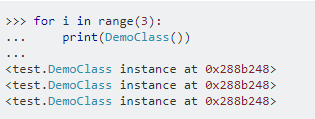 >>> for i in range(3):
...     print(DemoClass())
...
<test.DemoClass instance at 0x288b248>
<test.DemoClass instance at 0x288b248>
<test.DemoClass instance at 0x288b248>